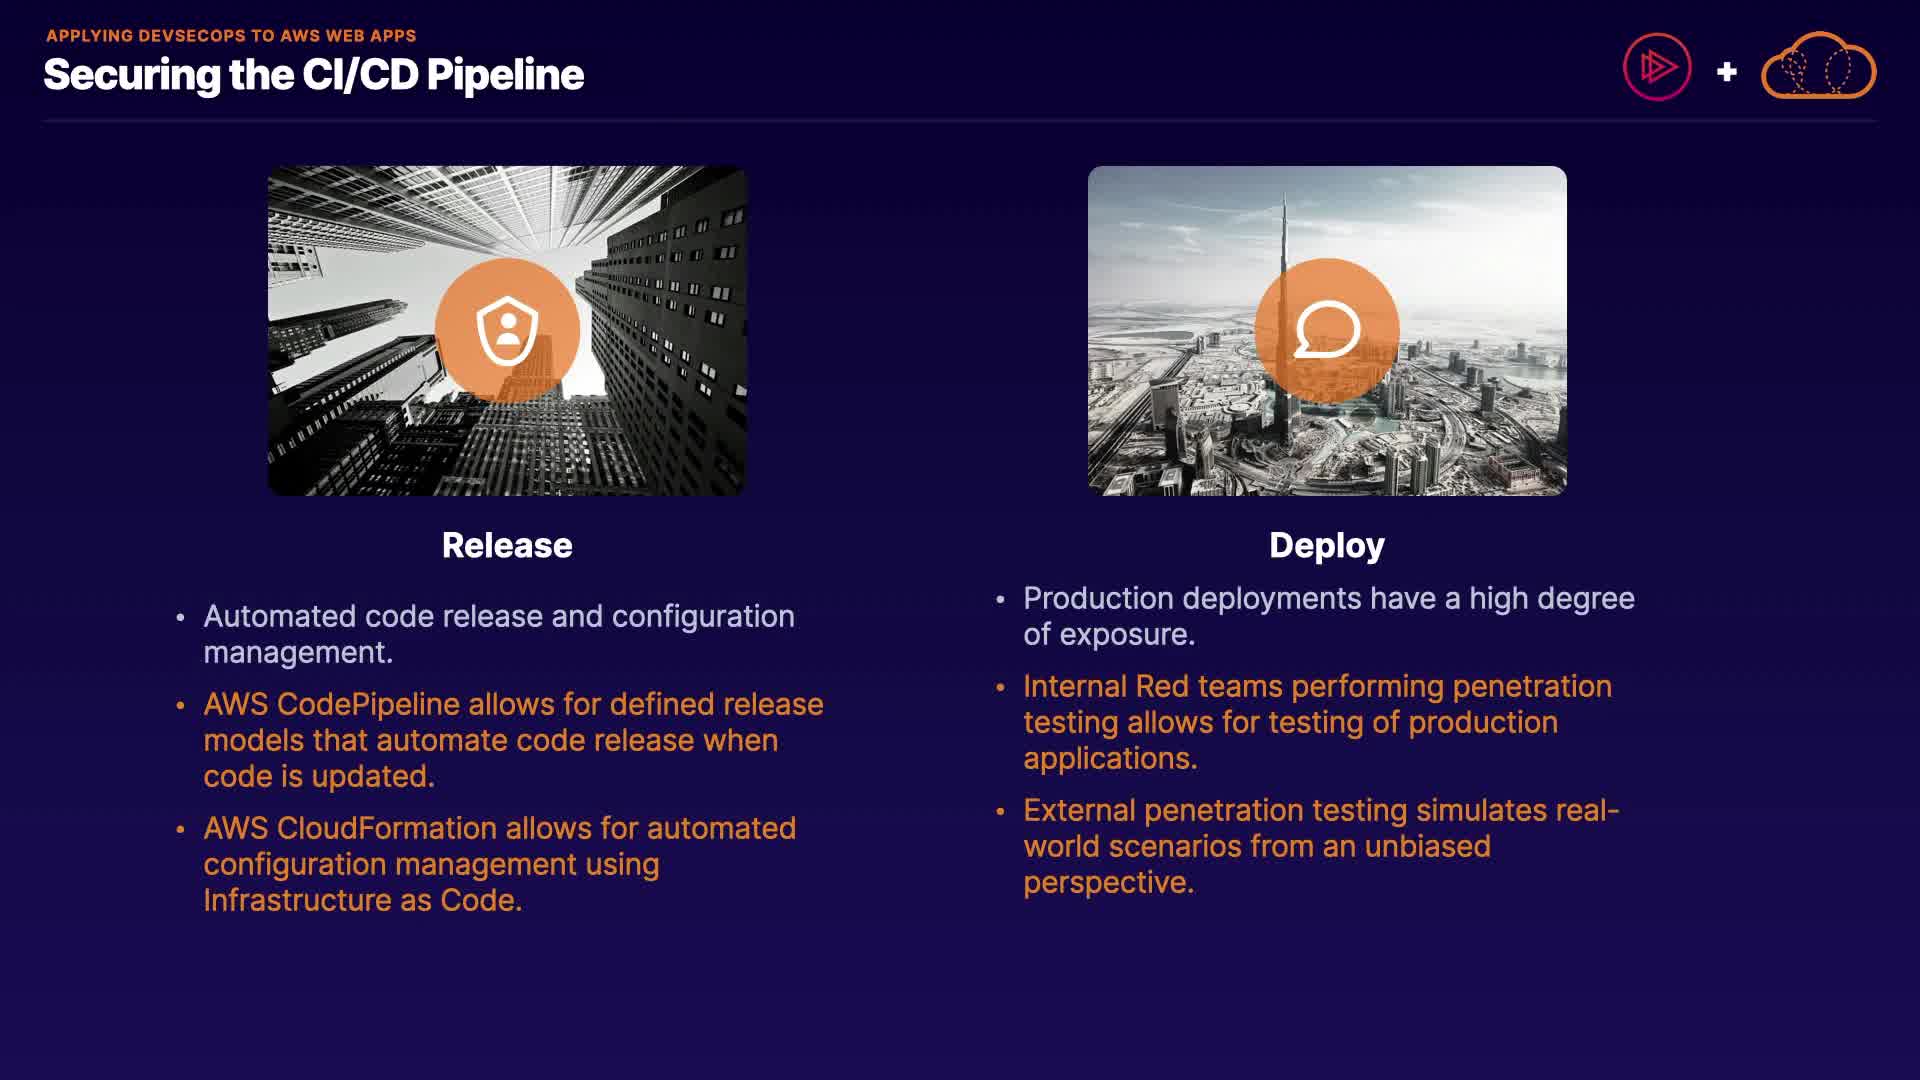 APPLYING DEVSECOPS TO AWS WEB APPS
Securing the CI/CD Pipeline
+
Release
• Automated code release and configuration
management.
• AWS CodePipeline allows for defined release
models that automate code release when
code is updated.
• AWS CloudFormation allows for automated
configuration management using
Infrastructure as Code.
Deploy
• Production deployments have a high degree
of exposure.
• Internal Red teams performing penetration
testing allows for testing of production
applications.
• External penetration testing simulates real-
world scenarios from an unbiased
perspective.